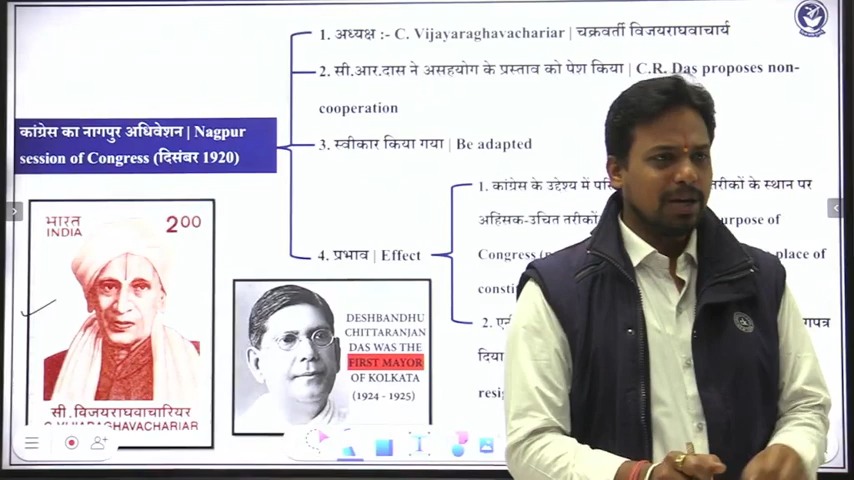 1. अध्यक्ष :- C. Vijayaraghavachariar | चक्रवर्ती विजयराघवाचार्य
2. सी.आर.दास ने असहयोग के प्रस्ताव को पेश किया | C.R. Das proposes non-
cooperation
कांग्रेस का नागपुर अधिवेशन | Nagpur
session of Congress (दिसंबर 1920)
3. स्वीकार किया गया | Be adapted
4. प्रभाव | Effect
1. कांग्रेस के उद्देश्य में तरीकों के स्थान पर
अहिंसक-उचित तरीकों
Congress place of
2.
दिया
भारत
INDIA
2.00
सी. विजयराघवाचारियर
C. VIJIARAGHAVACHARIAR
DESHBANDHU
CHITTARANJAN
DAS WAS THE
FIRST MAYOR
OF KOLKATA
(1924 - 1925)